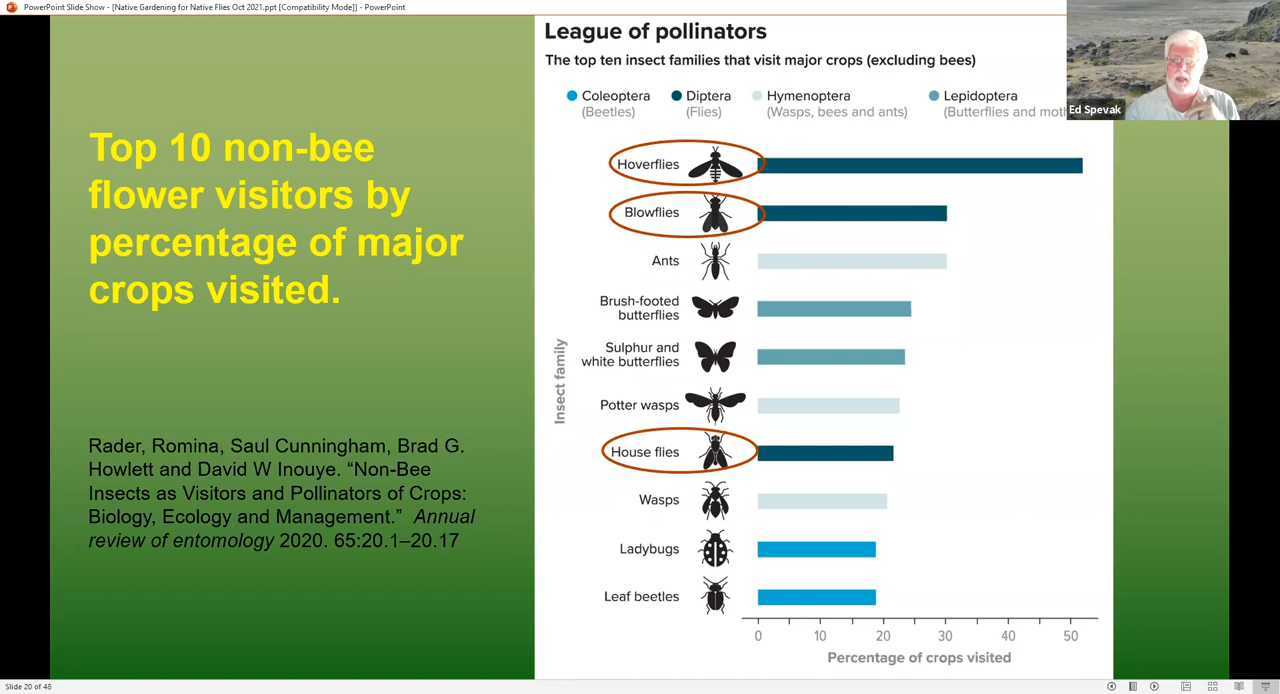 PowerPoint Slide Show - [Native Gardening for Native Flies Oct 2021.ppt [Compatibility Mode]] - PowerPoint
Top 10 non-bee
flower visitors by
percentage of major
crops visited.
Rader, Romina, Saul Cunningham, Brad G.
Howlett and David W Inouye. “Non-Bee
Insects as Visitors and Pollinators of Crops:
Biology, Ecology and Management.” Annual
review of entomology 2020. 65:20.1–20.17
League of pollinators
The top ten insect families that visit major crops (excluding bees)
Coleoptera
(Beetles)
Diptera
(Flies)
Hymenoptera
(Wasps, bees and ants)
Lepidoptera
(Butterflies and mot
Ed Spevak
Insect family
Hoverflies
Blowflies
Ants
Brush-footed
butterflies
Sulphur and
white butterflies
Potter wasps
House flies
Wasps
Ladybugs
Leaf beetles
0 10 20 30 40 50
Percentage of crops visited
Slide 20 of 48